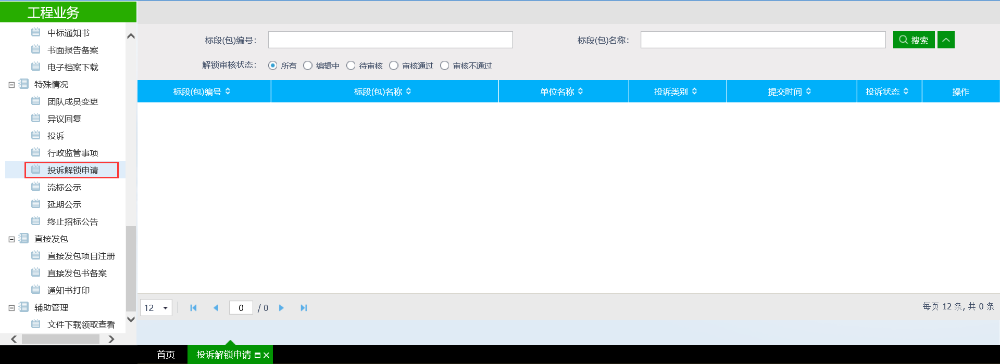 工程业务
中标通知书
书面报告备案
电子档案下载
特殊情况
团队成员变更
异议回复
投诉
行政监管事项
投诉解锁申请
流标公示
延期公示
终止招标公告
直接发包
直接发包项目注册
直接发包书备案
通知书打印
辅助管理
文件下载领取查看
标段(包)编号： 标段(包)名称： 搜索
解锁审核状态： 所有 编辑中 待审核 审核通过 审核不通过
标段(包)编号 标段(包)名称 单位名称 投诉类别 提交时间 投诉状态 操作
12 0 / 0 每页 12 条, 共 0 条
首页 投诉解锁申请